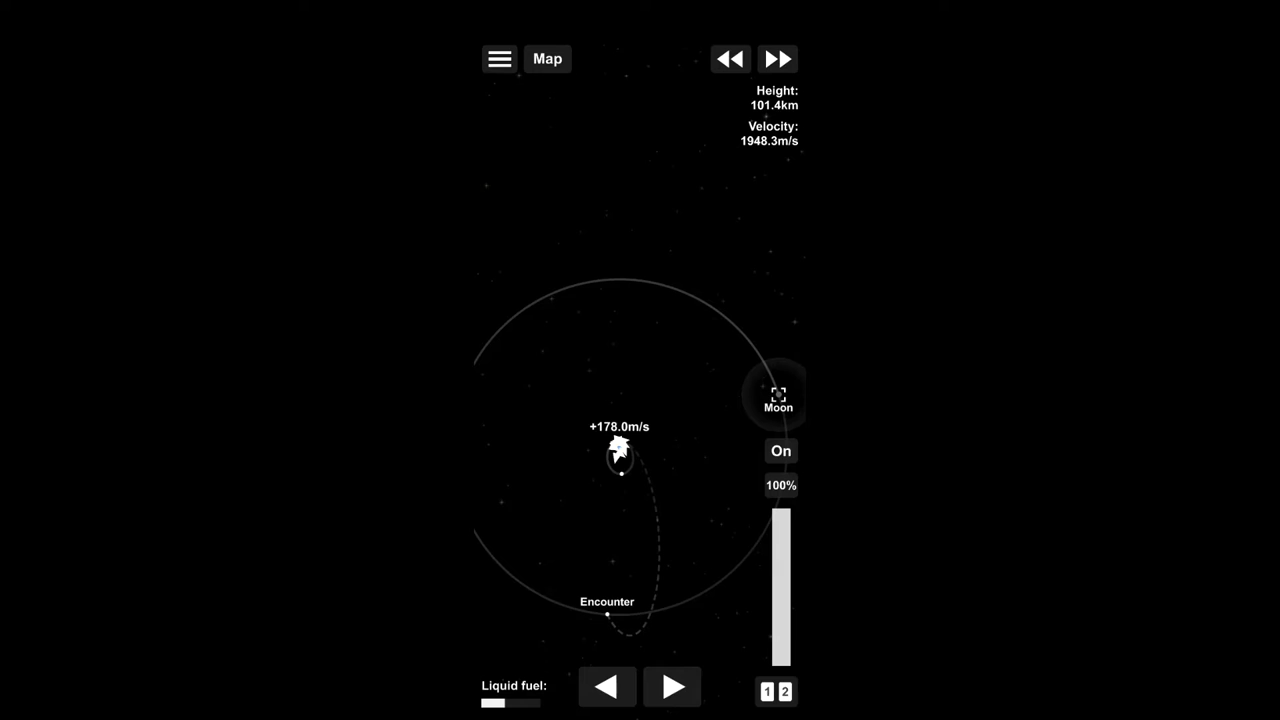 Map
Height:
101.4km
Velocity:
1948.3m/s
Moon
+178.0m/s
On
100%
Encounter
Liquid fuel:
1 2